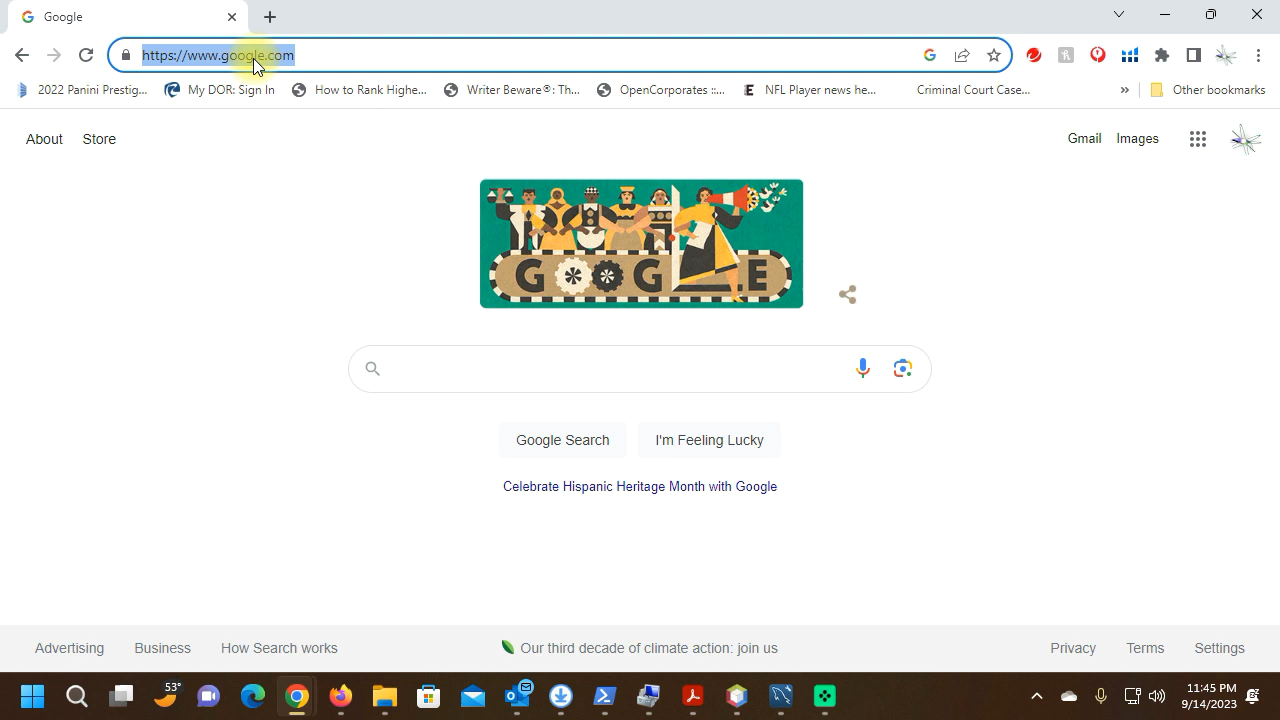 Google
https://www.google.com
2022 Panini Prestig...
My DOR: Sign In
How to Rank Highe...
Writer Beware®: Th...
OpenCorporates ::...
NFL Player news he...
Criminal Court Case...
»
Other bookmarks
About
Store
Gmail
Images
GOOGLE
Google Search
I'm Feeling Lucky
Celebrate Hispanic Heritage Month with Google
Advertising
Business
How Search works
Our third decade of climate action: join us
Privacy
Terms
Settings
53°
11:45 PM
9/14/2023